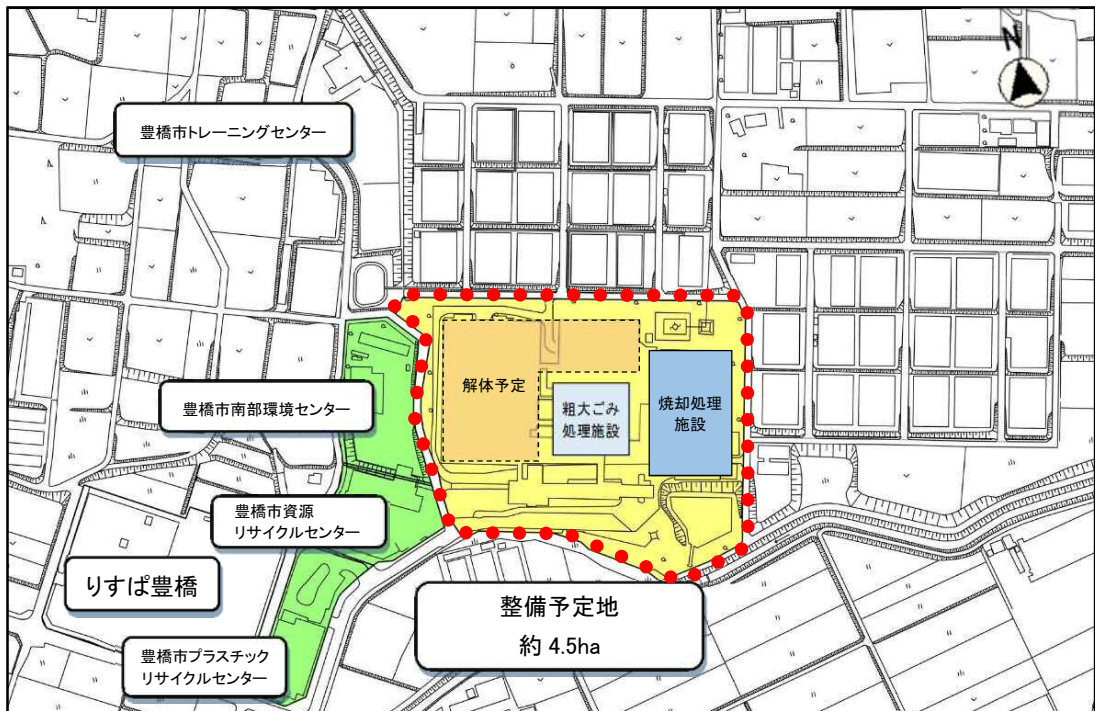 N
豊橋市トレーニングセンター
解体予定
粗大ごみ
処理施設
焼却処理
施設
豊橋市南部環境センター
豊橋市資源
リサイクルセンター
りすぱ豊橋
整備予定地
約 4.5ha
豊橋市プラスチック
リサイクルセンター